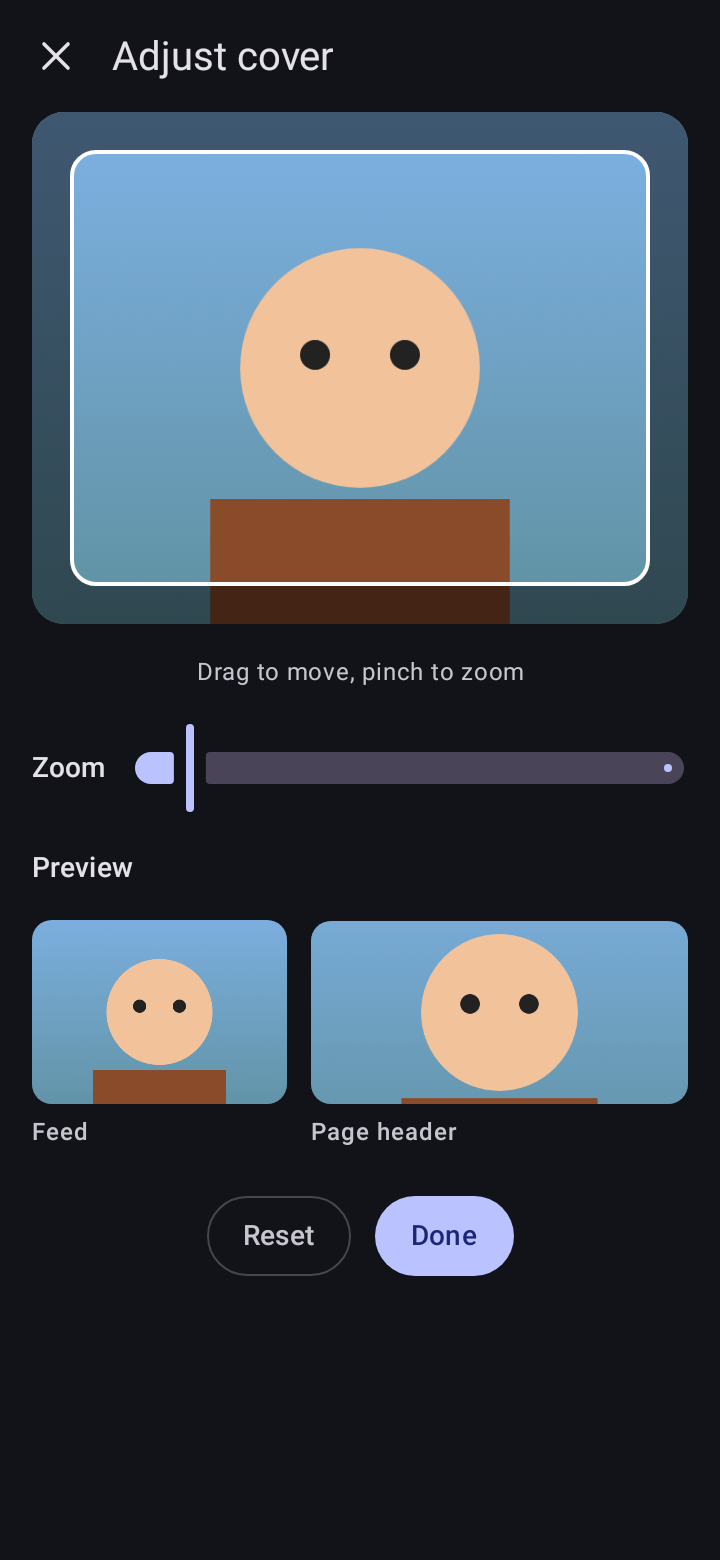 Adjust cover
Drag to move, pinch to zoom
Zoom
Preview
Feed
Page header
Reset
Done